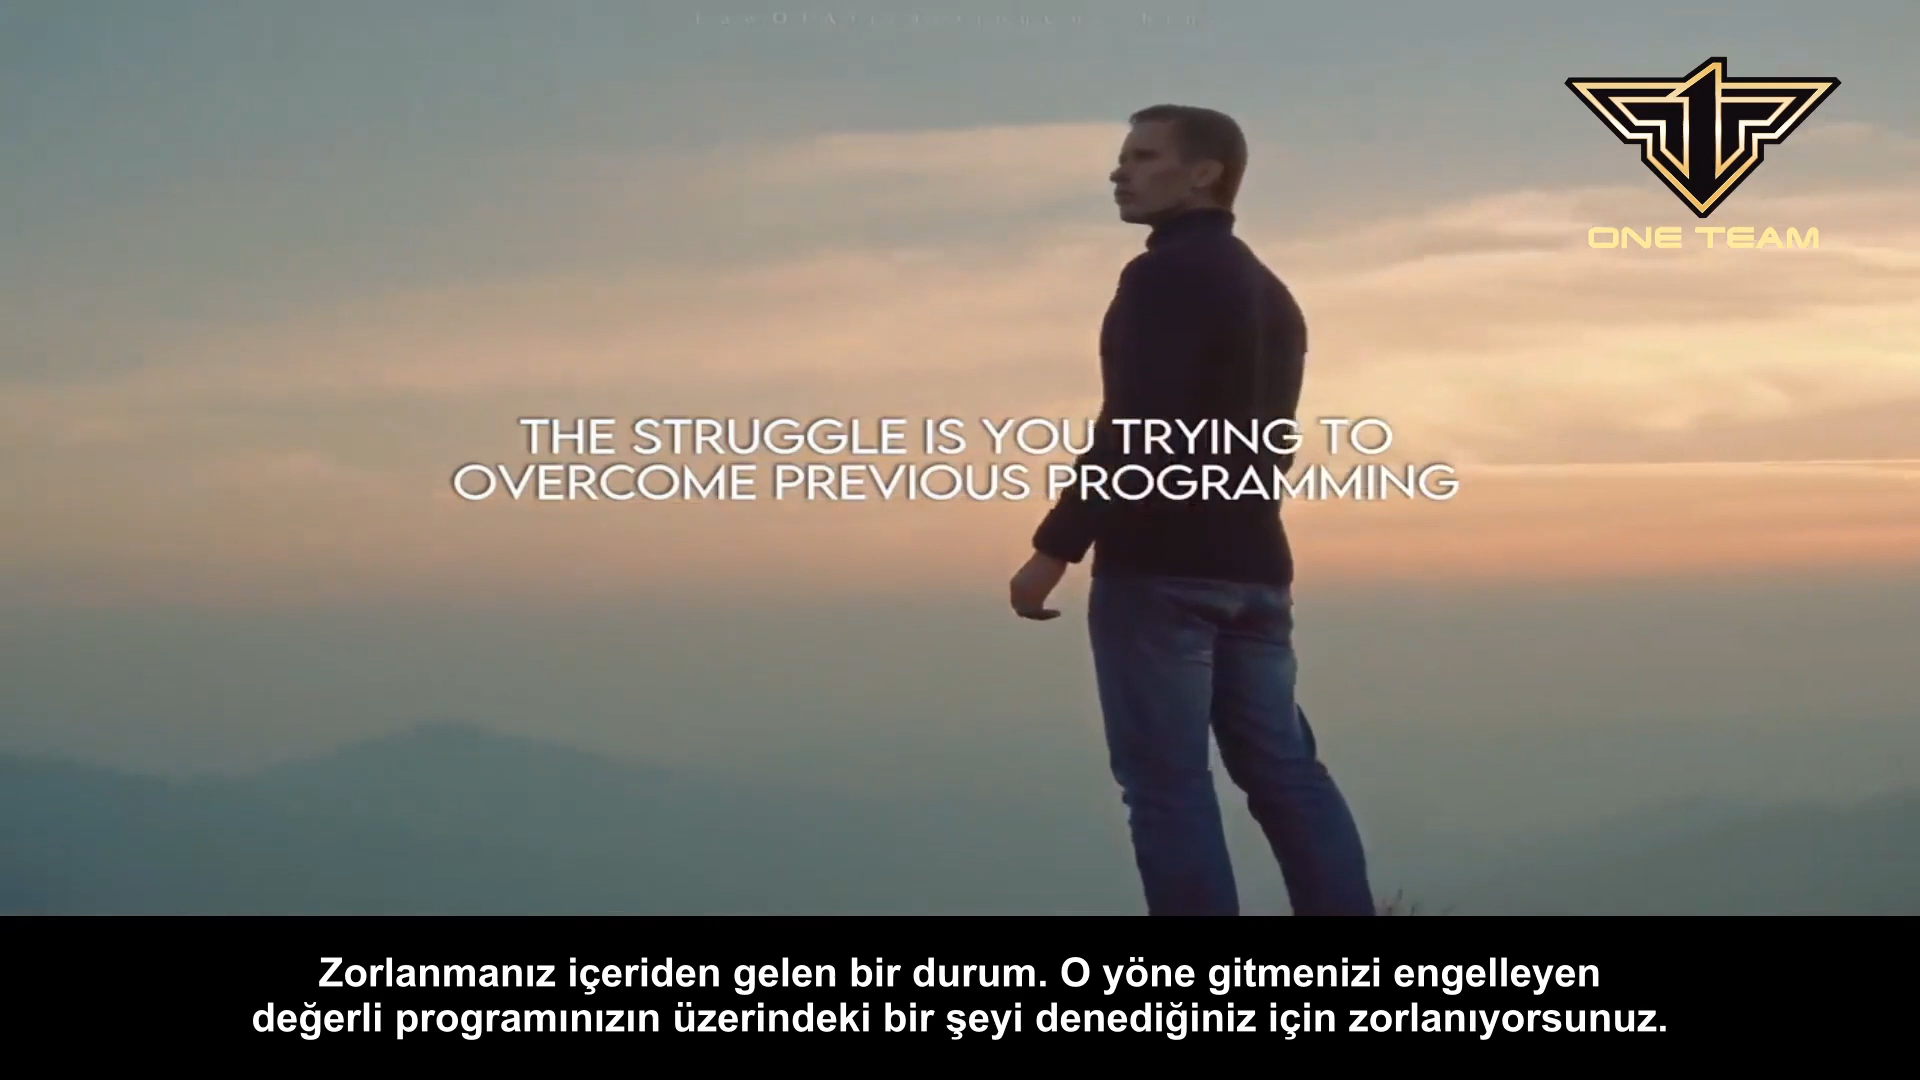 ONE TEAM
THE STRUGGLE IS YOU TRYING TO
OVERCOME PREVIOUS PROGRAMMING
Zorlanmanız içeriden gelen bir durum. O yöne gitmenizi engelleyen
değerli programınızın üzerindeki bir şeyi denediğiniz için zorlanıyorsunuz.